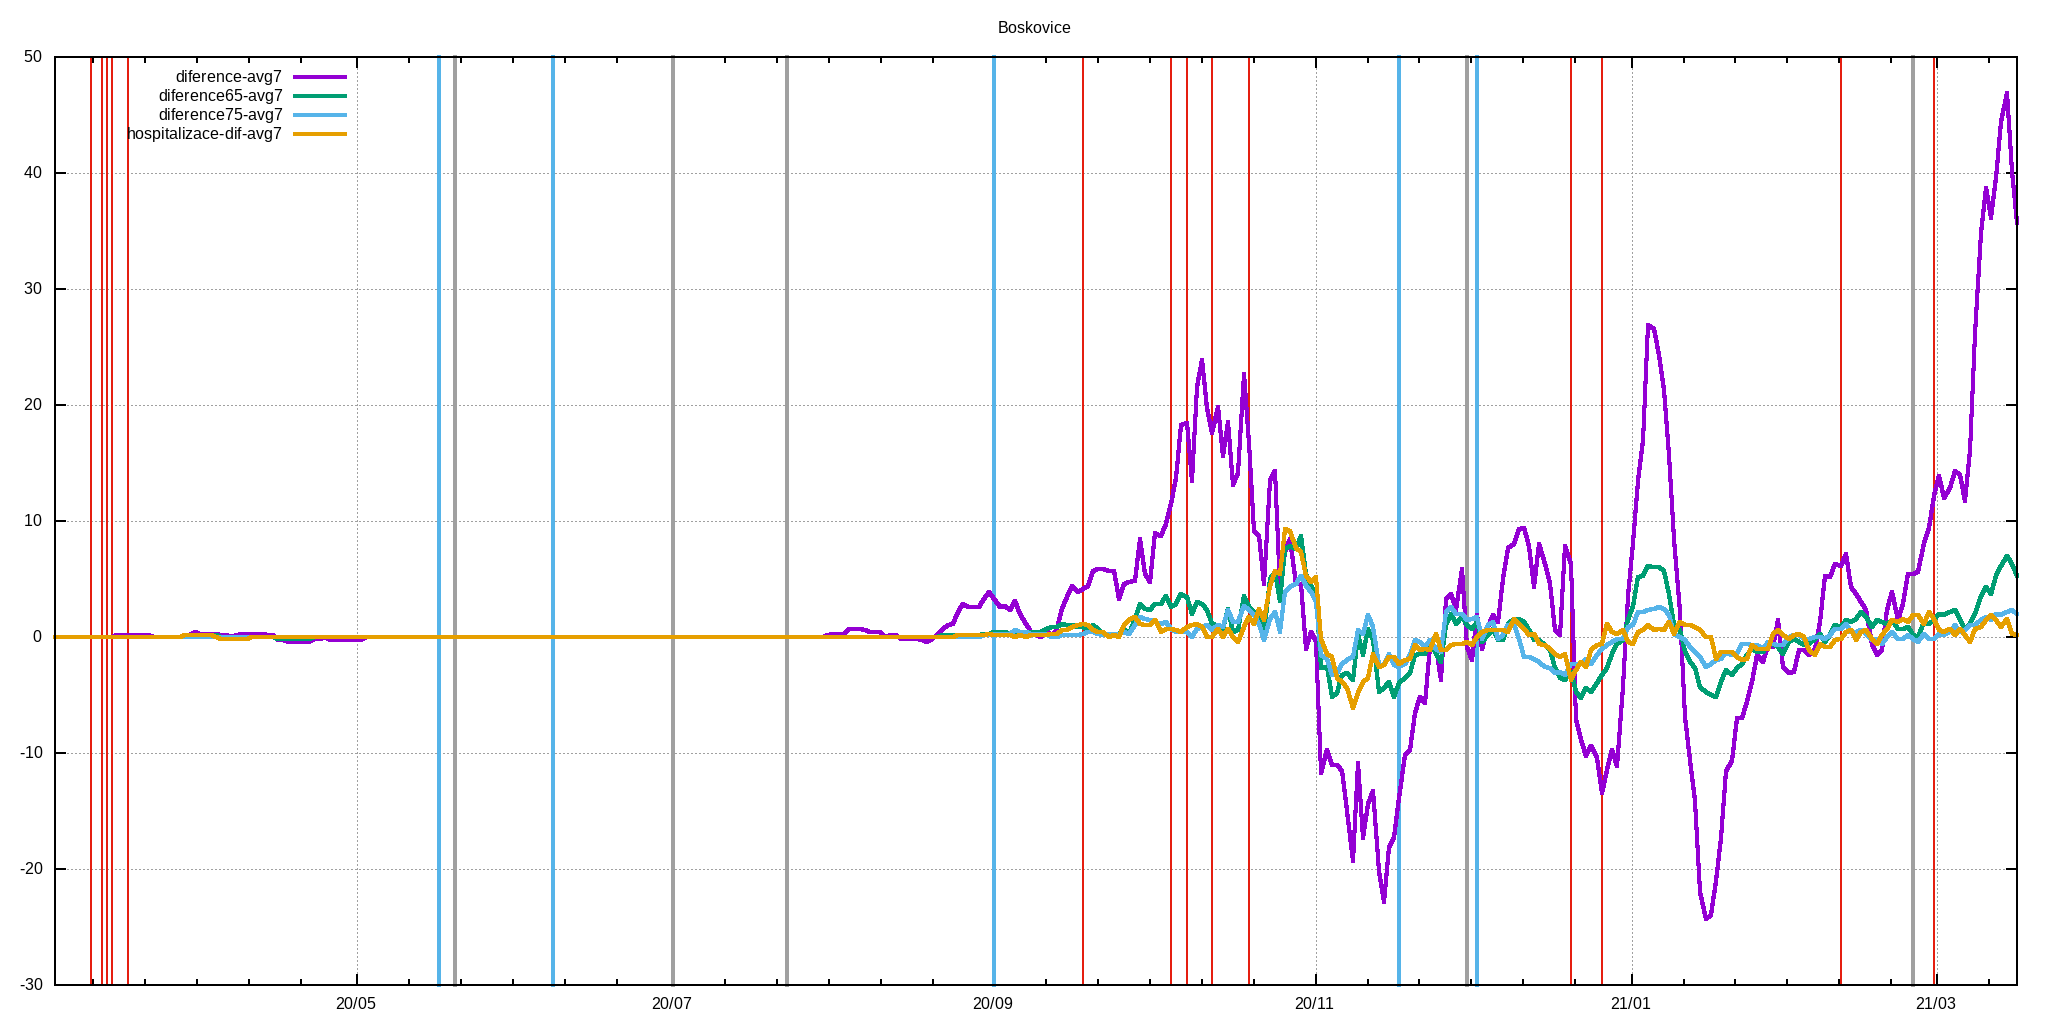 Boskovice
50
40
30
20
10
0
-10
-20
-30
diference-avg7
diference65-avg7
diference75-avg7
hospitalizace-dif-avg7
20/05 20/07 20/09 20/11 21/01 21/03